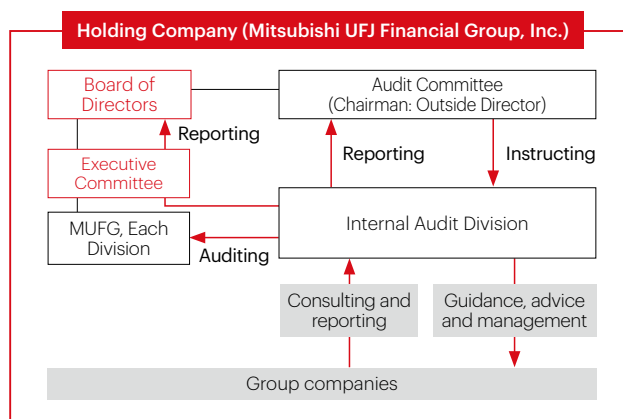 Holding Company (Mitsubishi UFJ Financial Group, Inc.)
Board of
Directors
Audit Committee
(Chairman: Outside Director)
Reporting
Reporting
Instructing
Executive
Committee
MUFG, Each
Division
Auditing
Internal Audit Division
Consulting and
reporting
Guidance, advice
and management
Group companies